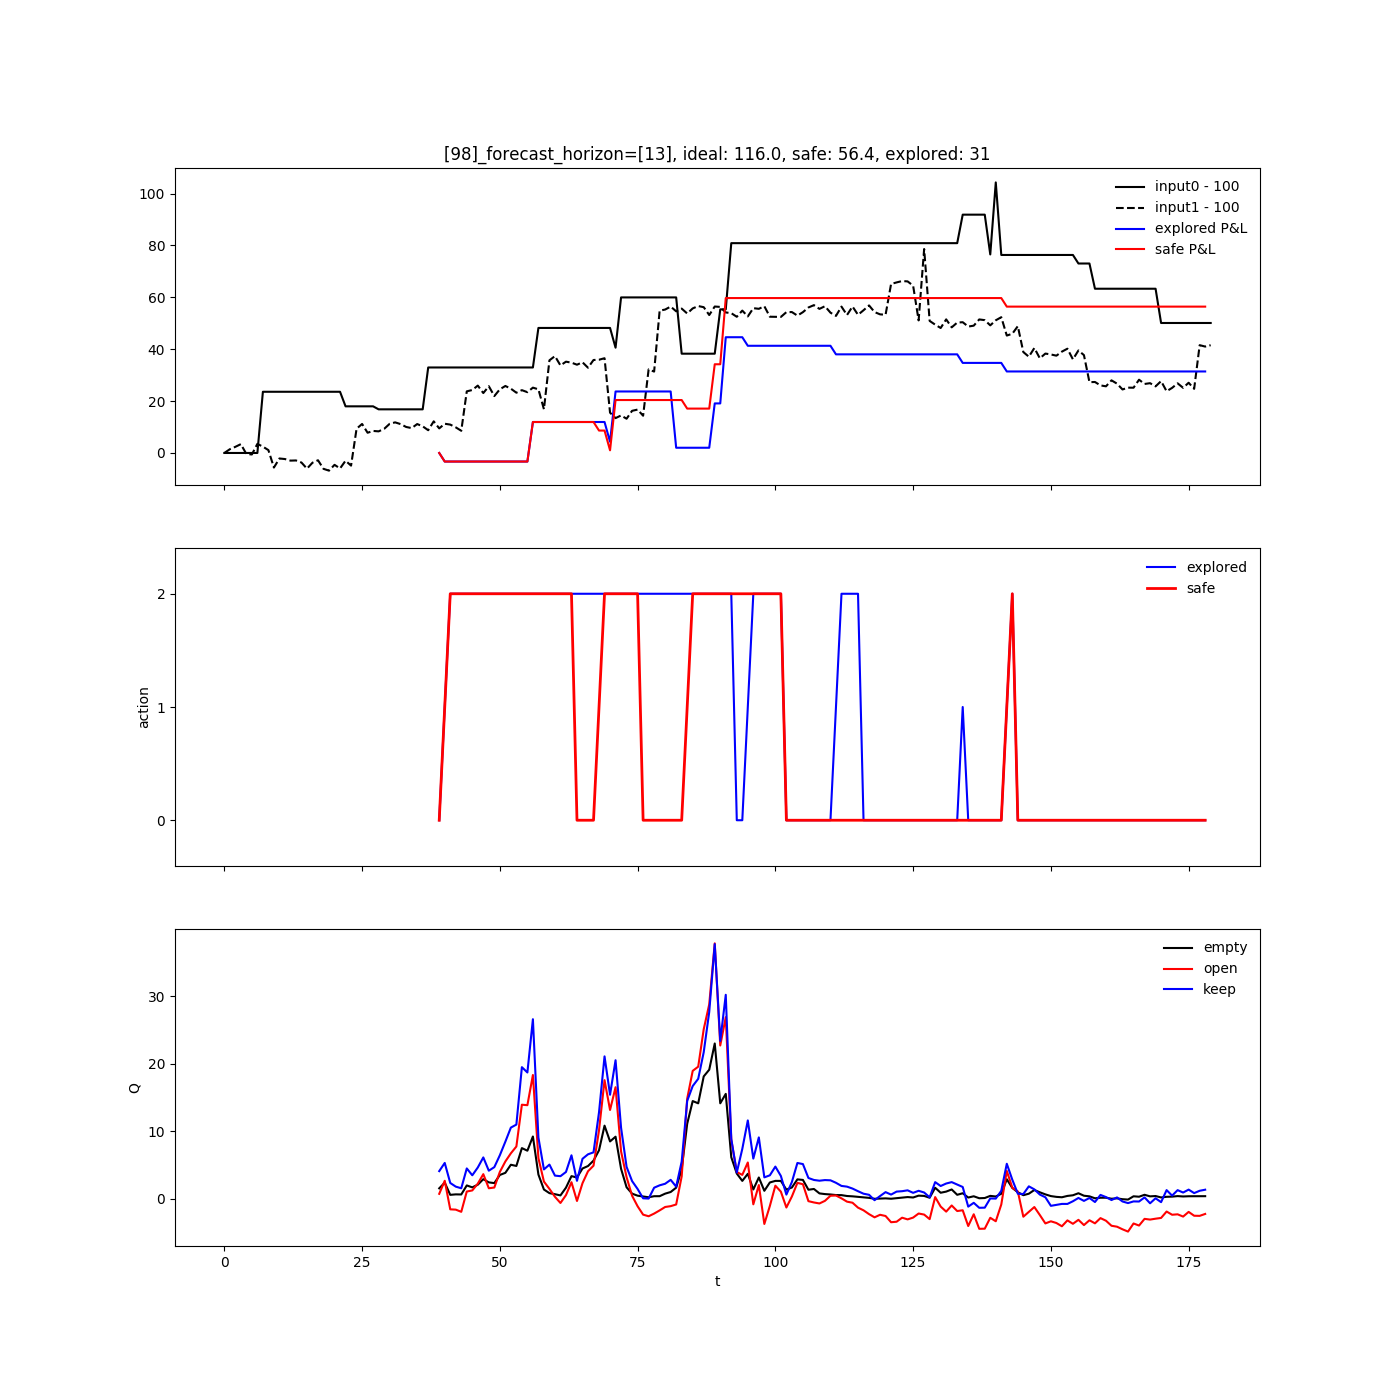 [98]_forecast_horizon=[13], ideal: 116.0, safe: 56.4, explored: 31
100
80
60
40
20
0
input0 - 100
input1 - 100
explored P&L
safe P&L
2
1
0
action
explored
safe
30
20
10
0
Q
empty
open
keep
0 25 50 75 100 125 150 175
t